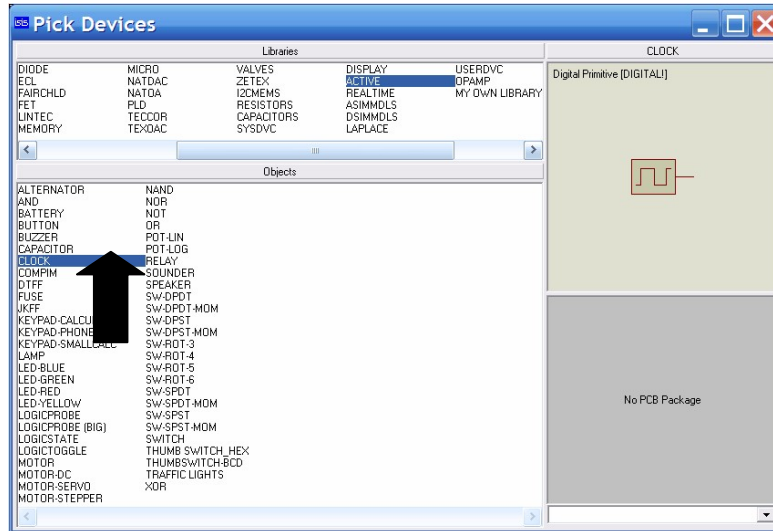 ISIS Pick Devices
Libraries
DIODE MICRO VALVES DISPLAY USERDVC
ECL NATDAC ZETEX ACTIVE OPAMP
FAIRCHLD NATOA I2CMEMS REALTIME MY OWN LIBRARY
FET PLD RESISTORS ASIMMDLS
LINTEC TECCOR CAPACITORS DSIMMDLS
MEMORY TEXOAC SYSDVC LAPLACE
Objects
ALTERNATOR NAND
AND NOR
BATTERY NOT
BUTTON OR
BUZZER POT-LIN
CAPACITOR POT-LOG
CLOCK RELAY
COMPIM SOUNDER
DTFF SPEAKER
FUSE SW-DPDT
JKFF SW-DPDT-MOM
KEYPAD-CALCU SW-DPST
KEYPAD-PHONE SW-DPST-MOM
KEYPAD-SMALLCALC SW-ROT-3
LAMP SW-ROT-4
LED-BLUE SW-ROT-5
LED-GREEN SW-ROT-6
LED-RED SW-SPDT
LED-YELLOW SW-SPDT-MOM
LOGICPROBE SW-SPST
LOGICPROBE (BIG) SW-SPST-MOM
LOGICSTATE SWITCH
LOGICTOGGLE THUMB SWITCH_HEX
MOTOR THUMBSWITCH-BCD
MOTOR-DC TRAFFIC LIGHTS
MOTOR-SERVO XOR
MOTOR-STEPPER
CLOCK
Digital Primitive [DIGITAL!]
No PCB Package